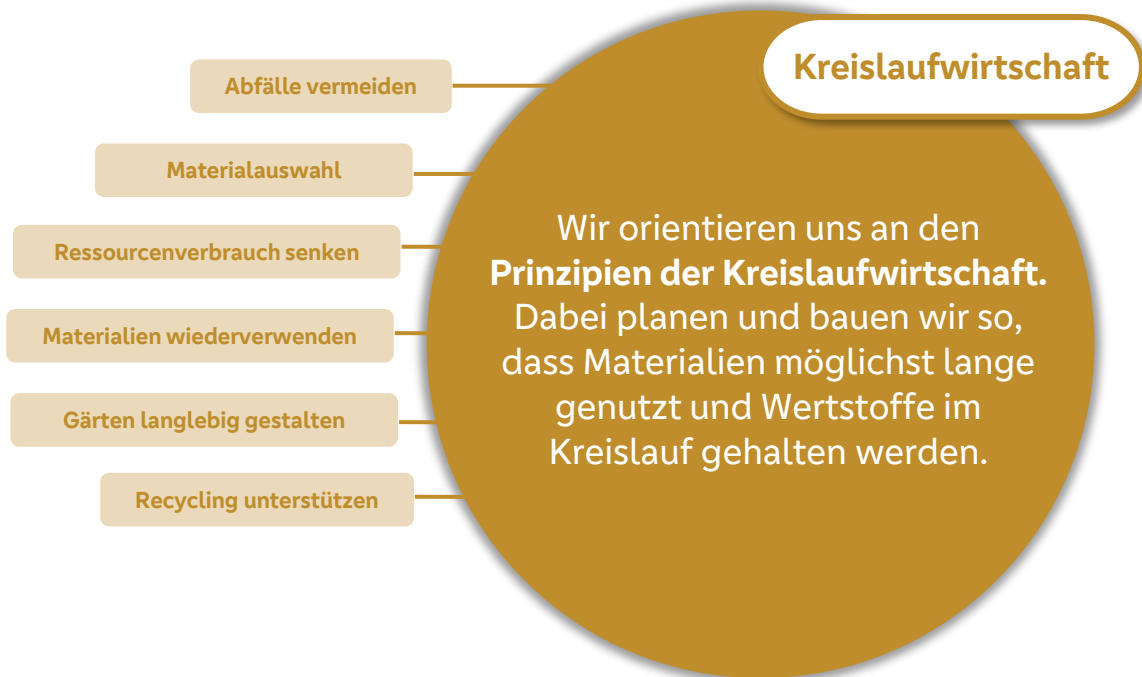 Kreislaufwirtschaft
Abfälle vermeiden
Materialauswahl
Ressourcenverbrauch senken
Materialien wiederverwenden
Gärten langlebig gestalten
Recycling unterstützen
Wir orientieren uns an den
Prinzipien der Kreislaufwirtschaft.
Dabei planen und bauen wir so,
dass Materialien möglichst lange
genutzt und Wertstoffe im
Kreislauf gehalten werden.